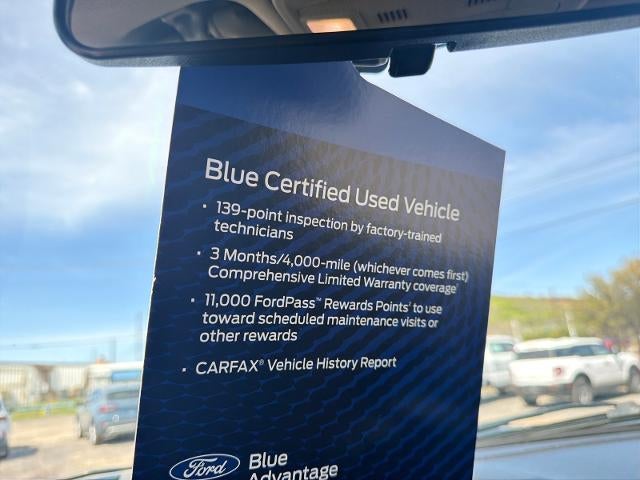 Blue Certified Used Vehicle
• 139-point inspection by factory-trained
technicians
• 3 Months/4,000-mile (whichever comes first)
Comprehensive Limited Warranty coverage
• 11,000 FordPass™ Rewards Points to use
toward scheduled maintenance visits or
other rewards
• CARFAX® Vehicle History Report
Ford Blue
Advantage